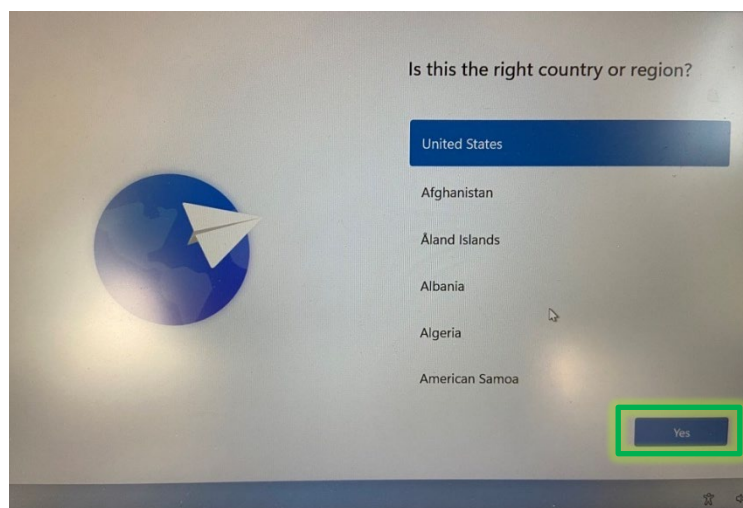 Is this the right country or region?
United States
Afghanistan
Åland Islands
Albania
Algeria
American Samoa
Yes